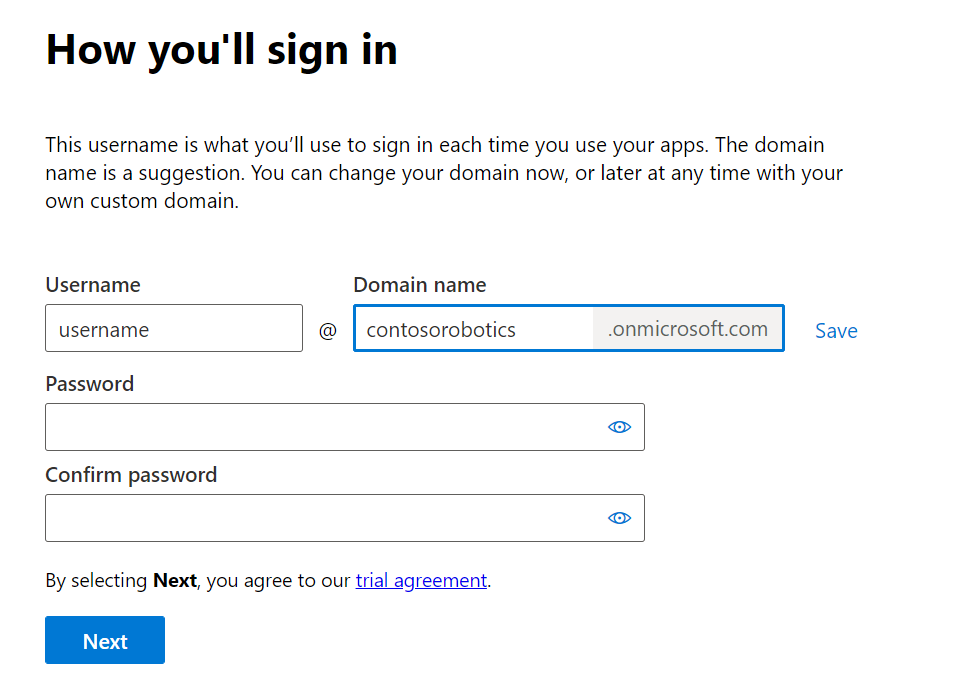 How you'll sign in
This username is what you’ll use to sign in each time you use your apps. The domain
name is a suggestion. You can change your domain now, or later at any time with your
own custom domain.
Username
Domain name
username
@
contosorobotics
.onmicrosoft.com
Save
Password
Confirm password
By selecting Next, you agree to our trial agreement.
Next